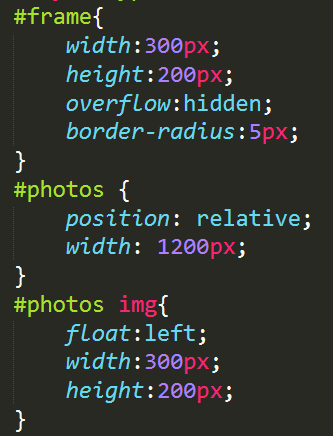 #frame{
width:300px;
height:200px;
overflow:hidden;
border-radius:5px;
}
#photos {
position: relative;
width: 1200px;
}
#photos img{
float:left;
width:300px;
height:200px;
}